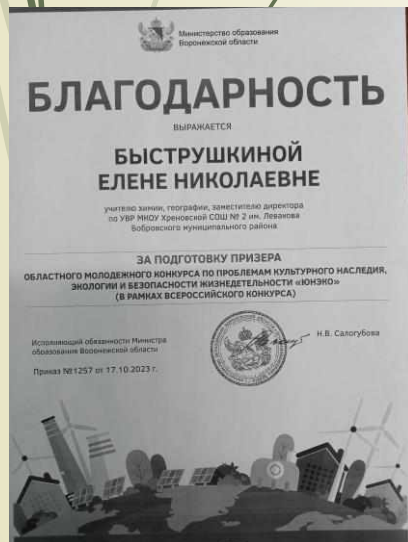 Министерство образования
Воронежской области
БЛАГОДАРНОСТЬ
ВЫРАЖАЕТСЯ
БЫСТРУШКИНОЙ
ЕЛЕНЕ НИКОЛАЕВНЕ
учителю химии, географии, заместителю директора
по УВР МКОУ Хреновской СОШ № 2 им. Левакова
Бобровского муниципального района
ЗА ПОДГОТОВКУ ПРИЗЕРА
ОБЛАСТНОГО МОЛОДЕЖНОГО КОНКУРСА ПО ПРОБЛЕМАМ КУЛЬТУРНОГО НАСЛЕДИЯ,
ЭКОЛОГИИ И БЕЗОПАСНОСТИ ЖИЗНЕДЕТЕЛЬНОСТИ «ЮНЭКО»
(В РАМКАХ ВСЕРОССИЙСКОГО КОНКУРСА)
Исполняющий обязанности Министра
образования Воронежской области
Н.В. Салогубова
Приказ №1257 от 17.10.2023 г.